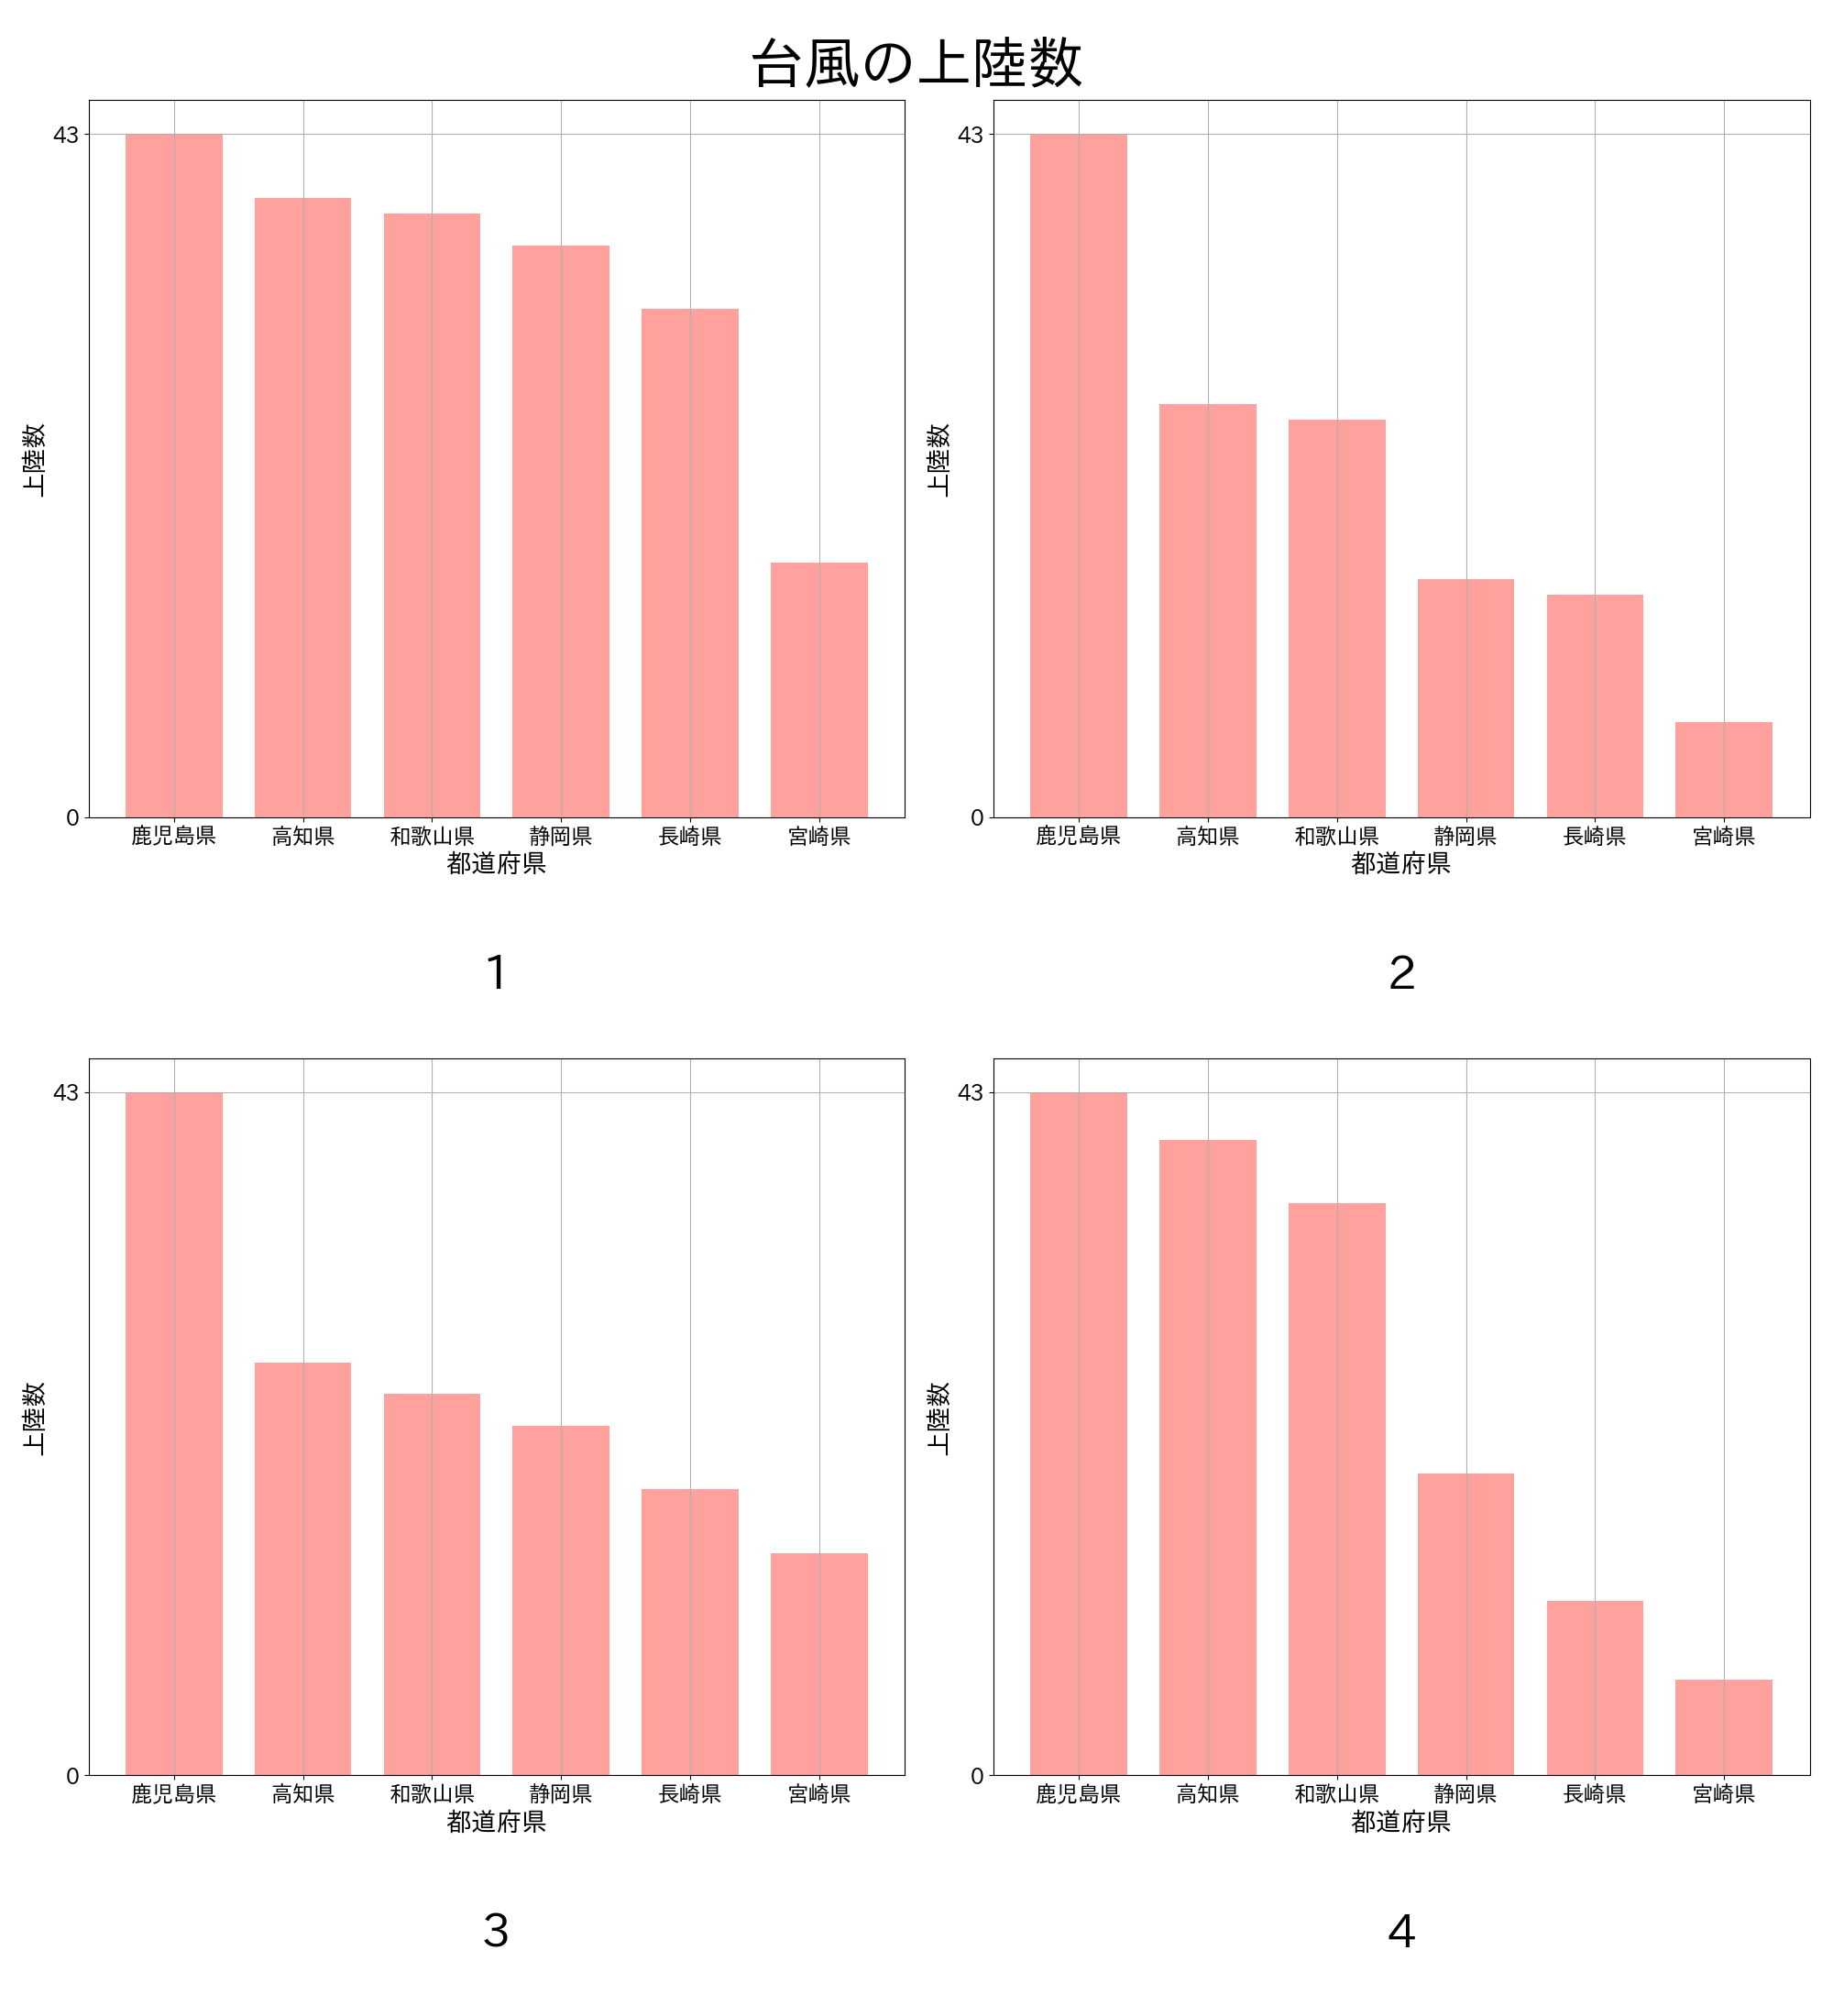 台風の上陸数
43
0
上陸数
鹿児島県 高知県 和歌山県 静岡県 長崎県 宮崎県
都道府県
1
43
0
上陸数
鹿児島県 高知県 和歌山県 静岡県 長崎県 宮崎県
都道府県
2
43
0
上陸数
鹿児島県 高知県 和歌山県 静岡県 長崎県 宮崎県
都道府県
3
43
0
上陸数
鹿児島県 高知県 和歌山県 静岡県 長崎県 宮崎県
都道府県
4